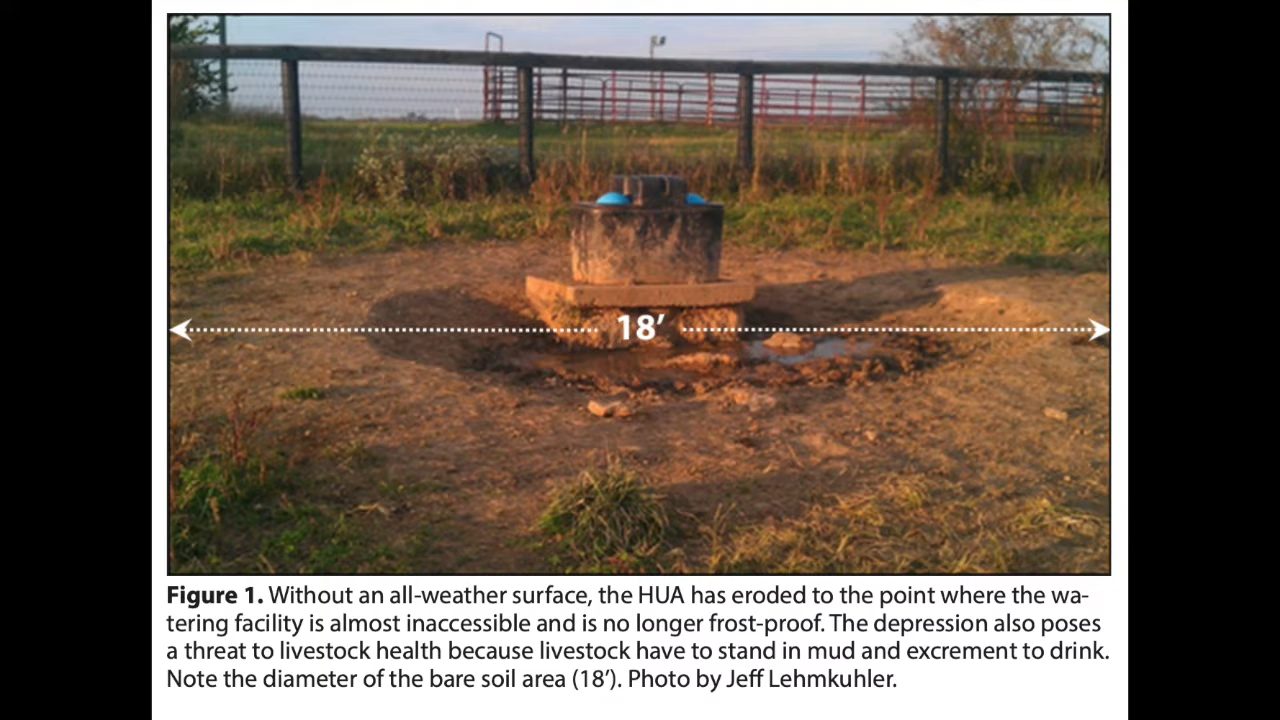 18′
Figure 1. Without an all-weather surface, the HUA has eroded to the point where the wa-
tering facility is almost inaccessible and is no longer frost-proof. The depression also poses
a threat to livestock health because livestock have to stand in mud and excrement to drink.
Note the diameter of the bare soil area (18′). Photo by Jeff Lehmkuhler.